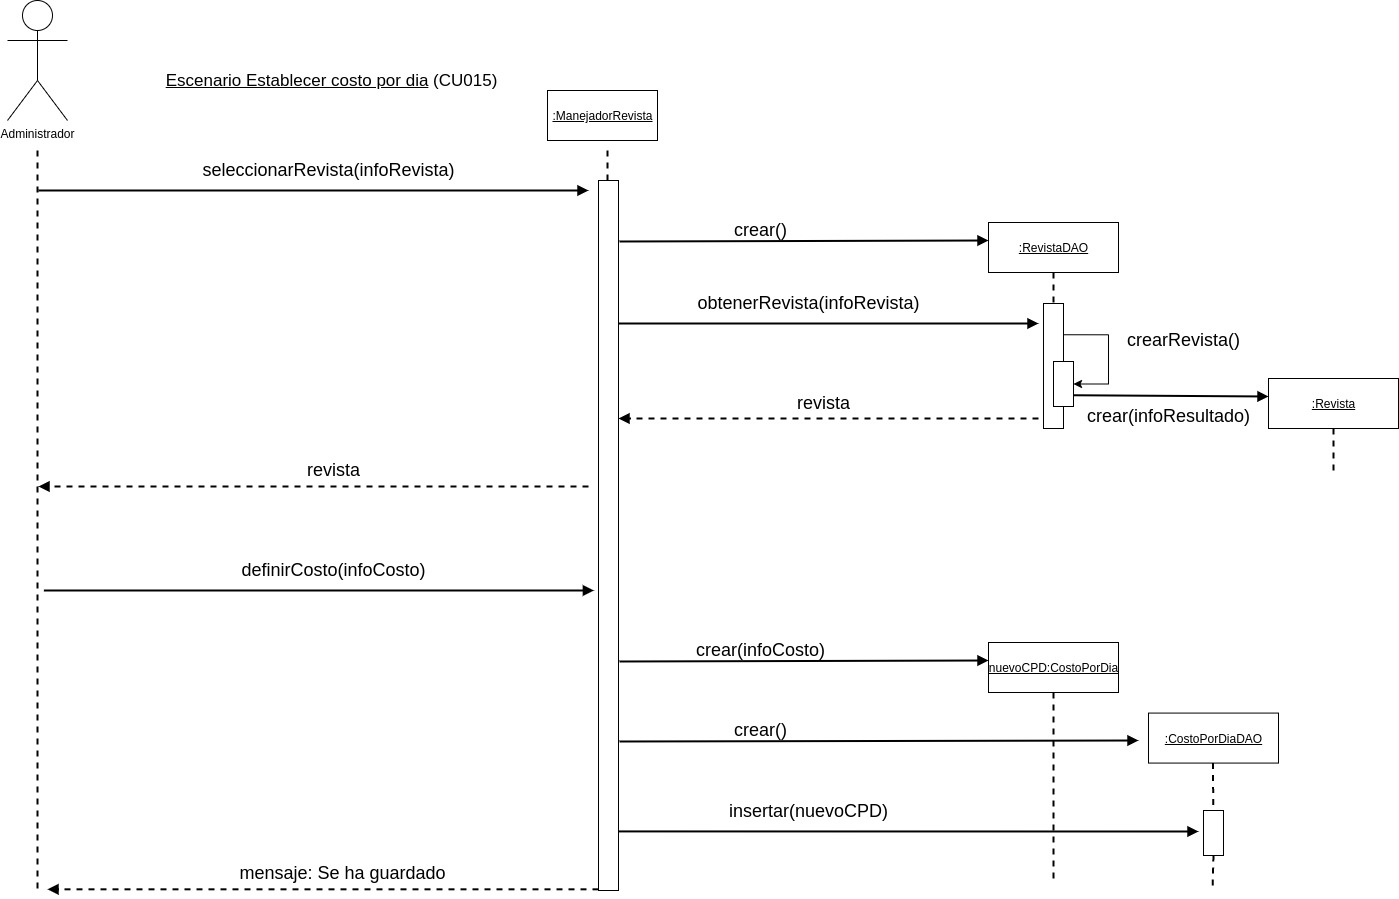 Administrador
Escenario Establecer costo por dia (CU015)
:ManejadorRevista
seleccionarRevista(infoRevista)
crear()
:RevistaDAO
obtenerRevista(infoRevista)
crearRevista()
revista
crear(infoResultado)
:Revista
revista
definirCosto(infoCosto)
crear(infoCosto)
nuevoCPD:CostoPorDia
crear()
:CostoPorDiaDAO
insertar(nuevoCPD)
mensaje: Se ha guardado